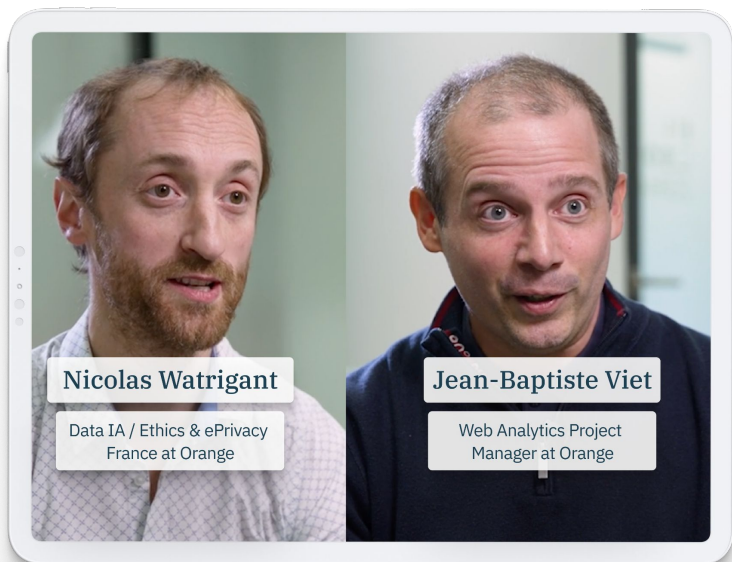 Nicolas Watrigant
Data IA / Ethics & ePrivacy
France at Orange
Jean-Baptiste Viet
Web Analytics Project
Manager at Orange